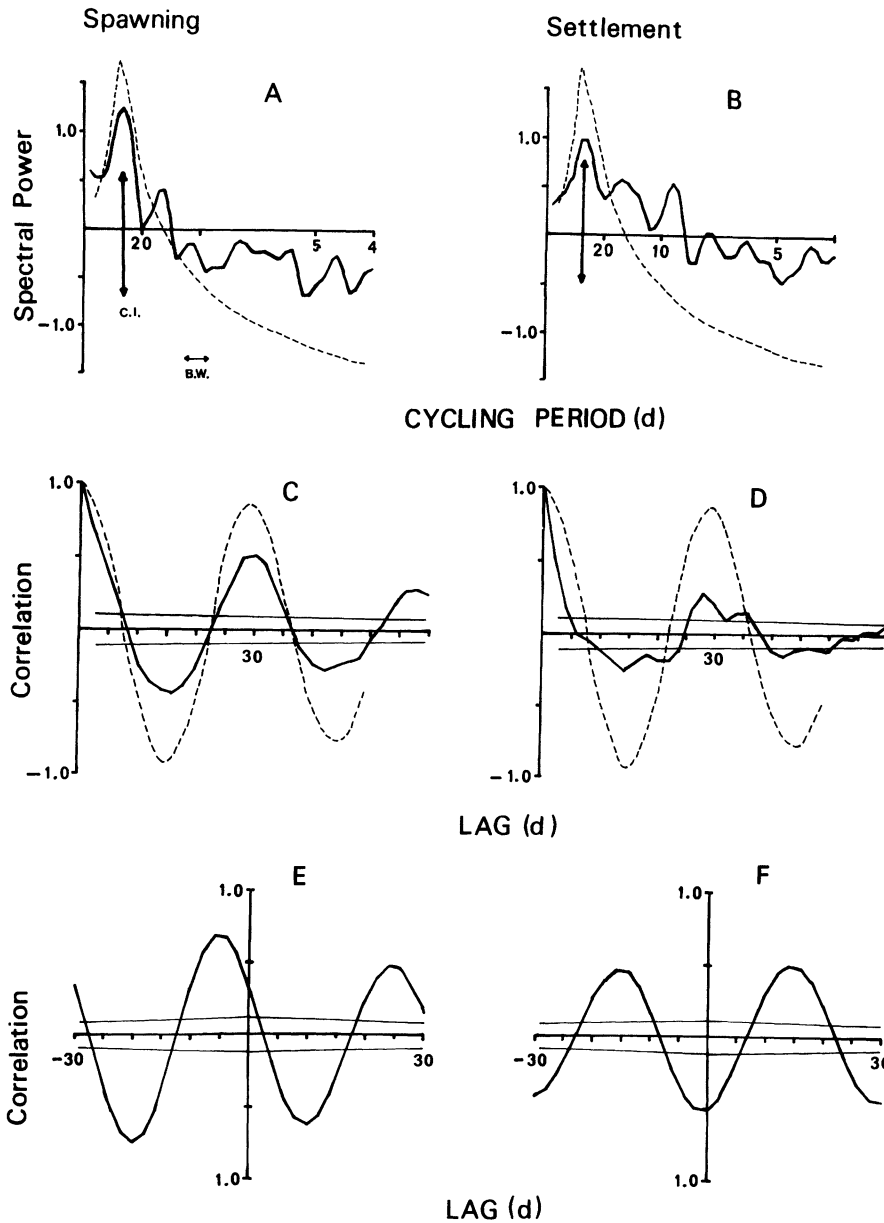 Spawning
Settlement
A
B
Spectral Power
1.0
-1.0
20
5
4
C.I.
B.W.
1.0
-1.0
20
10
5
CYCLING PERIOD (d)
C
D
Correlation
1.0
-1.0
30
1.0
-1.0
30
LAG (d)
E
F
Correlation
1.0
-30
30
1.0
1.0
-30
30
1.0
LAG (d)